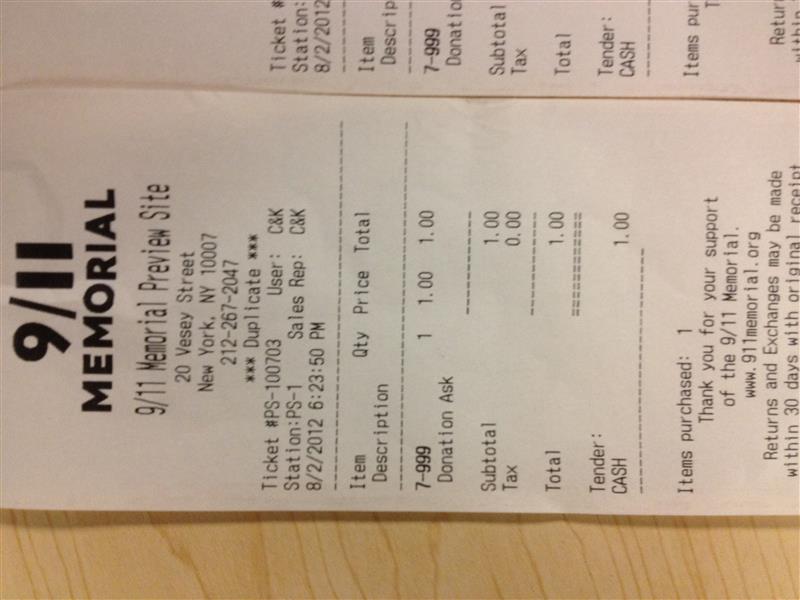 9/11
MEMORIAL
9/11 Memorial Preview Site
20 Vesey Street
New York, NY 10007
212-267-2047
*** Duplicate ***
Ticket #PS-100703 User: C&K
Station:PS-1 Sales Rep: C&K
8/2/2012 6:23:50 PM
Item Qty Price Total
Description
7-999 1 1.00 1.00
Donation Ask
Subtotal 1.00
Tax 0.00
Total 1.00
Tender:
CASH 1.00
Items purchased: 1
Thank you for your support
of the 9/11 Memorial.
www.911memorial.org
Returns and Exchanges may be made
within 30 days with original receipt
Ticket #
Station:
8/2/2012
Item
Descrip
7-999
Donation
Subtotal
Tax
Total
Tender:
CASH
Items pur
T
Return
within